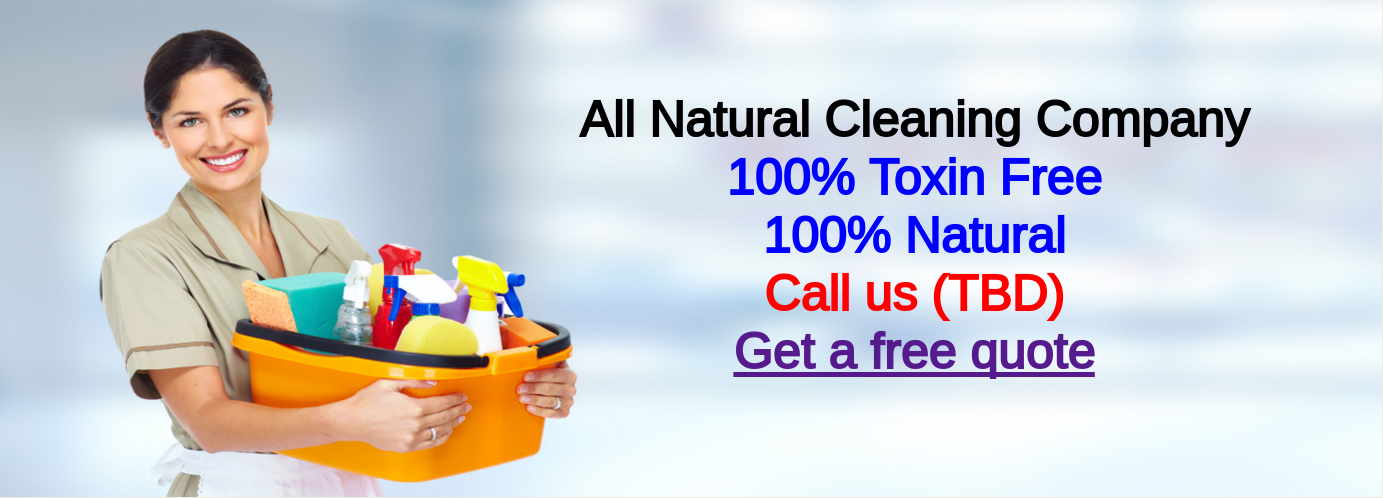 All Natural Cleaning Company
100% Toxin Free
100% Natural
Call us (TBD)
Get a free quote